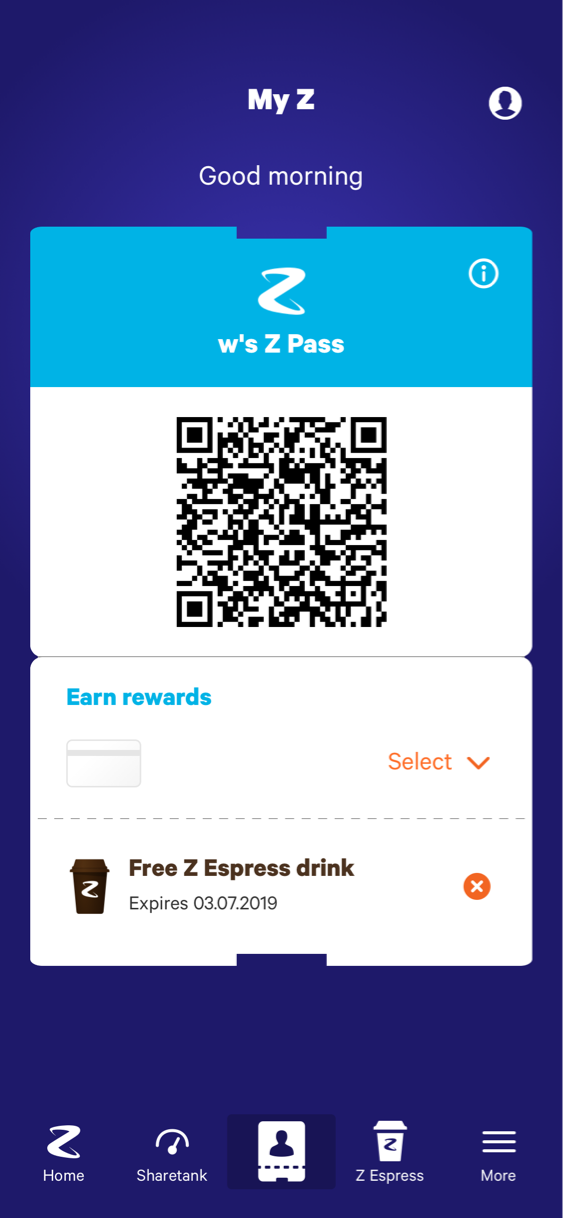 My Z
Good morning
w's Z Pass
Earn rewards
Select
Free Z Espress drink
Expires 03.07.2019
Home
Sharetank
Z Espress
More